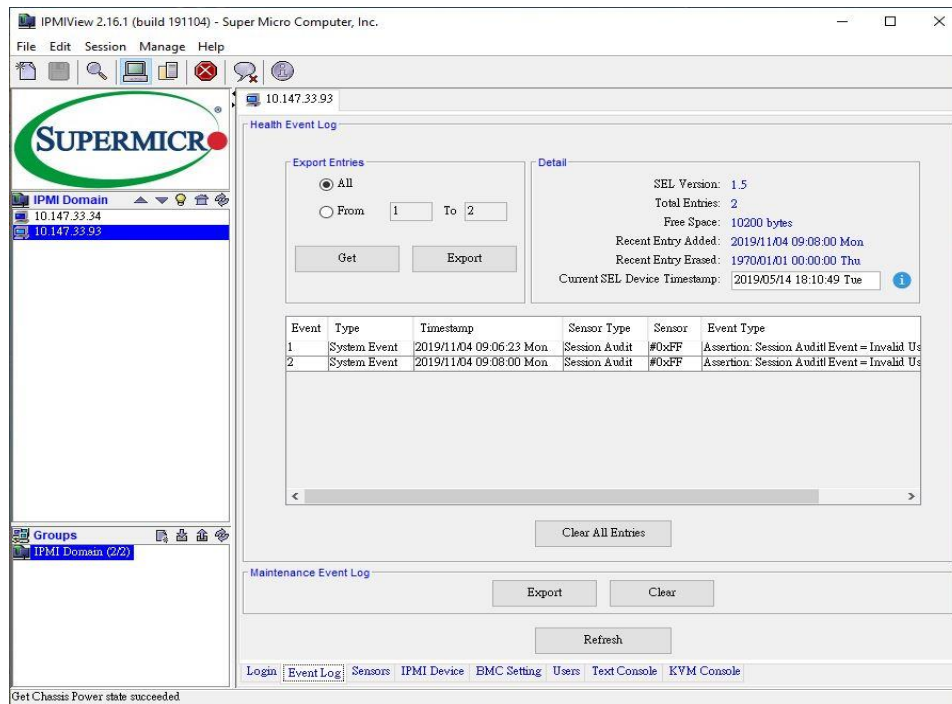 IPMIView 2.16.1 (build 191104) - Super Micro Computer, Inc.
File Edit Session Manage Help
SUPERMICR
®
10.147.33.93
Health Event Log
Export Entries
All
From 1 To 2
Get Export
Detail
SEL Version: 1.5
Total Entries: 2
Free Space: 10200 bytes
Recent Entry Added: 2019/11/04 09:08:00 Mon
Recent Entry Erased: 1970/01/01 00:00:00 Thu
Current SEL Device Timestamp: 2019/05/14 18:10:49 Tue
IPMI Domain
10.147.33.34
10.147.33.93
Event Type Timestamp Sensor Type Sensor Event Type
1 System Event 2019/11/04 09:06:23 Mon Session Audit #0xFF Assertion: Session Audit| Event = Invalid Us
2 System Event 2019/11/04 09:08:00 Mon Session Audit #0xFF Assertion: Session Audit| Event = Invalid Us
Clear All Entries
Groups
IPMI Domain (2/2)
Maintenance Event Log
Export Clear
Refresh
Login Event Log Sensors IPMI Device BMC Setting Users Text Console KVM Console
Get Chassis Power state succeeded